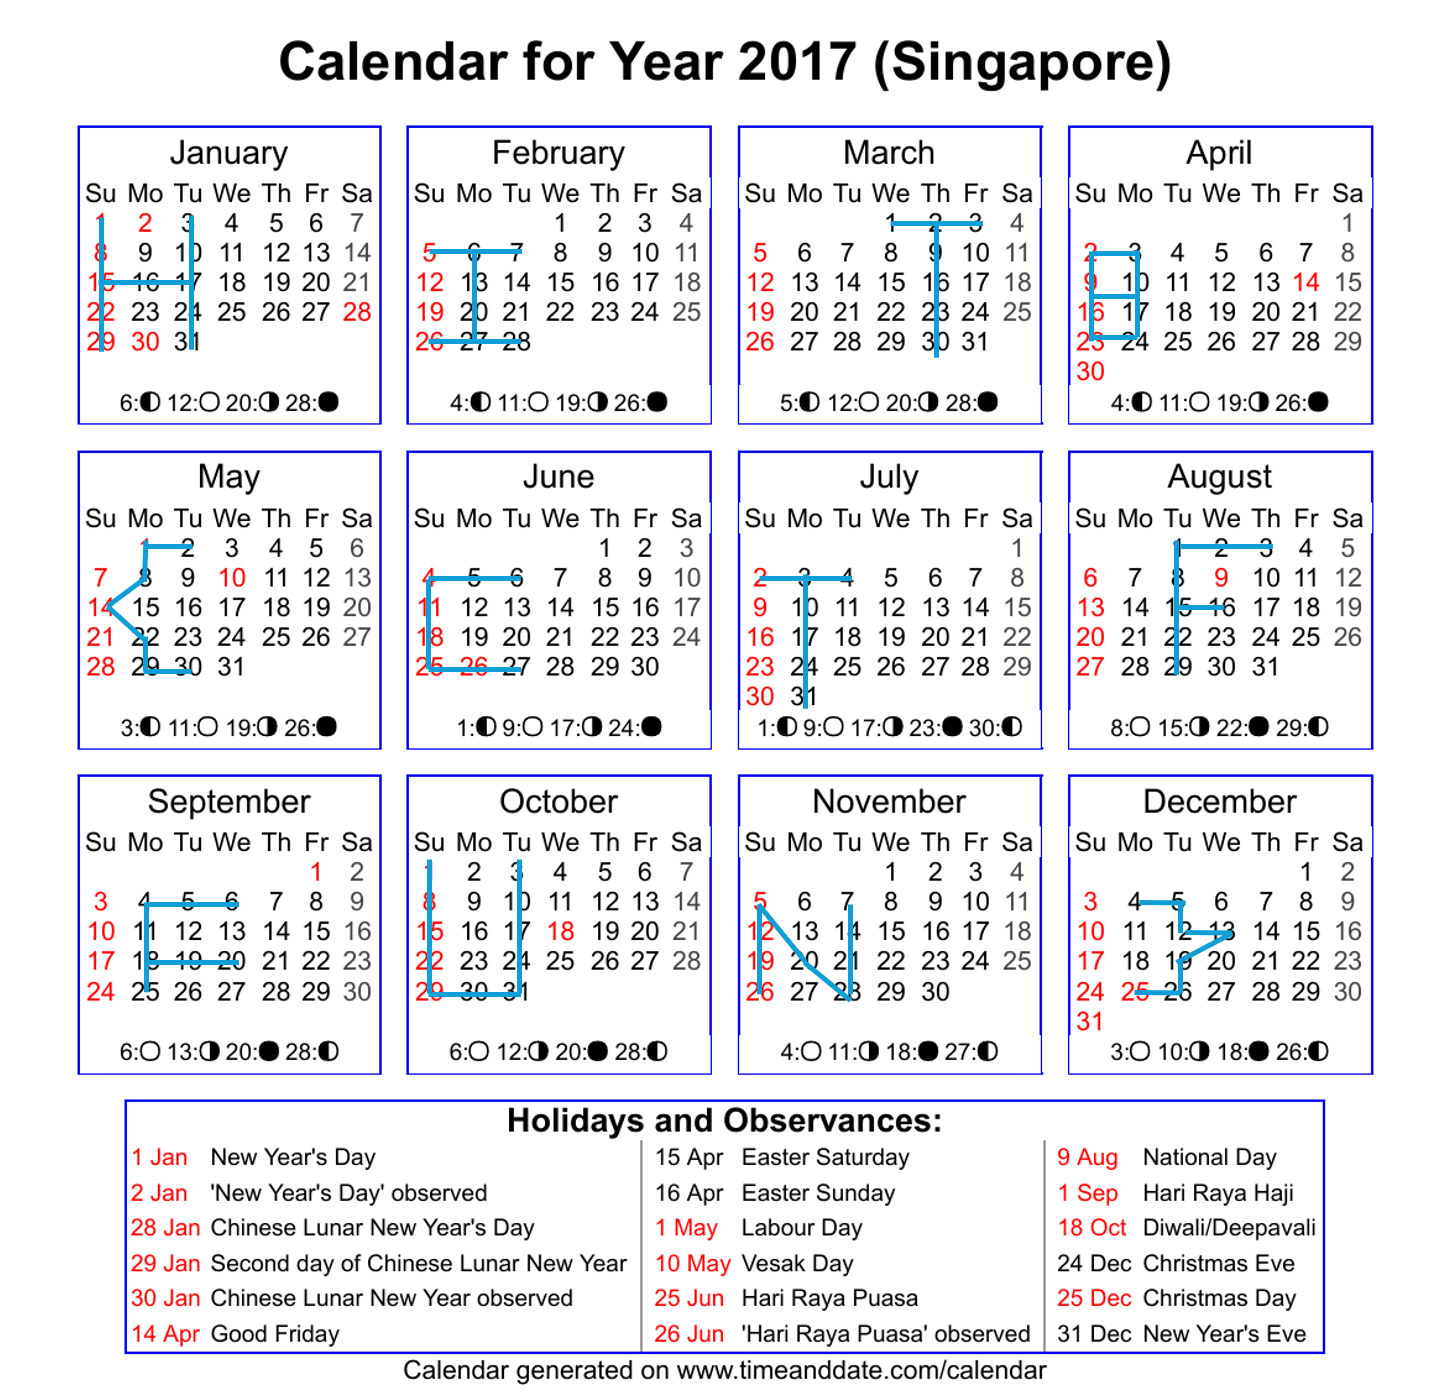 Calendar for Year 2017 (Singapore)
January February March April
Su Mo Tu We Th Fr Sa Su Mo Tu We Th Fr Sa Su Mo Tu We Th Fr Sa Su Mo Tu We Th Fr Sa
1 2 3 4 5 6 7 1 2 3 4 1 2 3 4 1
8 9 10 11 12 13 14 5 6 7 8 9 10 11 5 6 7 8 9 10 11 2 3 4 5 6 7 8
15 16 17 18 19 20 21 12 13 14 15 16 17 18 12 13 14 15 16 17 18 9 10 11 12 13 14 15
22 23 24 25 26 27 28 19 20 21 22 23 24 25 19 20 21 22 23 24 25 16 17 18 19 20 21 22
29 30 31 26 27 28 26 27 28 29 30 31 23 24 25 26 27 28 29
30
6: 12: 20: 28: 4: 11: 19: 26: 5: 12: 20: 28: 4: 11: 19: 26:
May June July August
Su Mo Tu We Th Fr Sa Su Mo Tu We Th Fr Sa Su Mo Tu We Th Fr Sa Su Mo Tu We Th Fr Sa
1 2 3 4 5 6 1 2 3 1 1 2 3 4 5
7 8 9 10 11 12 13 4 5 6 7 8 9 10 2 3 4 5 6 7 8 6 7 8 9 10 11 12
14 15 16 17 18 19 20 11 12 13 14 15 16 17 9 10 11 12 13 14 15 13 14 15 16 17 18 19
21 22 23 24 25 26 27 18 19 20 21 22 23 24 16 17 18 19 20 21 22 20 21 22 23 24 25 26
28 29 30 31 25 26 27 28 29 30 23 24 25 26 27 28 29 27 28 29 30 31
30 31
3: 11: 19: 26: 1: 9: 17: 24: 1: 9: 17: 23: 30: 8: 15: 22: 29:
September October November December
Su Mo Tu We Th Fr Sa Su Mo Tu We Th Fr Sa Su Mo Tu We Th Fr Sa Su Mo Tu We Th Fr Sa
1 2 1 2 3 4 5 6 7 1 2 3 4 1 2
3 4 5 6 7 8 9 8 9 10 11 12 13 14 5 6 7 8 9 10 11 3 4 5 6 7 8 9
10 11 12 13 14 15 16 15 16 17 18 19 20 21 12 13 14 15 16 17 18 10 11 12 13 14 15 16
17 18 19 20 21 22 23 22 23 24 25 26 27 28 19 20 21 22 23 24 25 17 18 19 20 21 22 23
24 25 26 27 28 29 30 29 30 31 26 27 28 29 30 24 25 26 27 28 29 30
31
6: 13: 20: 28: 6: 12: 20: 28: 4: 11: 18: 27: 3: 10: 18: 26:
Holidays and Observances:
1 Jan New Year's Day
2 Jan 'New Year's Day' observed
28 Jan Chinese Lunar New Year's Day
29 Jan Second day of Chinese Lunar New Year
30 Jan Chinese Lunar New Year observed
14 Apr Good Friday
15 Apr Easter Saturday
16 Apr Easter Sunday
1 May Labour Day
10 May Vesak Day
25 Jun Hari Raya Puasa
26 Jun 'Hari Raya Puasa' observed
9 Aug National Day
1 Sep Hari Raya Haji
18 Oct Diwali/Deepavali
24 Dec Christmas Eve
25 Dec Christmas Day
31 Dec New Year's Eve
Calendar generated on www.timeanddate.com/calendar